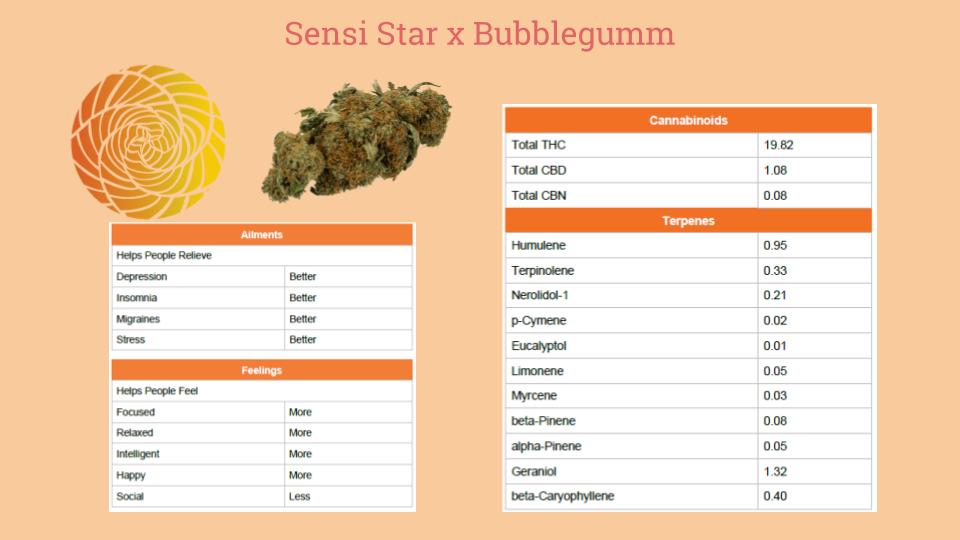 Sensi Star x Bubblegumm
Ailments
Helps People Relieve
Depression Better
Insomnia Better
Migraines Better
Stress Better
Feelings
Helps People Feel
Focused More
Relaxed More
Intelligent More
Happy More
Social Less
Cannabinoids
Total THC 19.82
Total CBD 1.08
Total CBN 0.08
Terpenes
Humulene 0.95
Terpinolene 0.33
Nerolidol-1 0.21
p-Cymene 0.02
Eucalyptol 0.01
Limonene 0.05
Myrcene 0.03
beta-Pinene 0.08
alpha-Pinene 0.05
Geraniol 1.32
beta-Caryophyllene 0.40